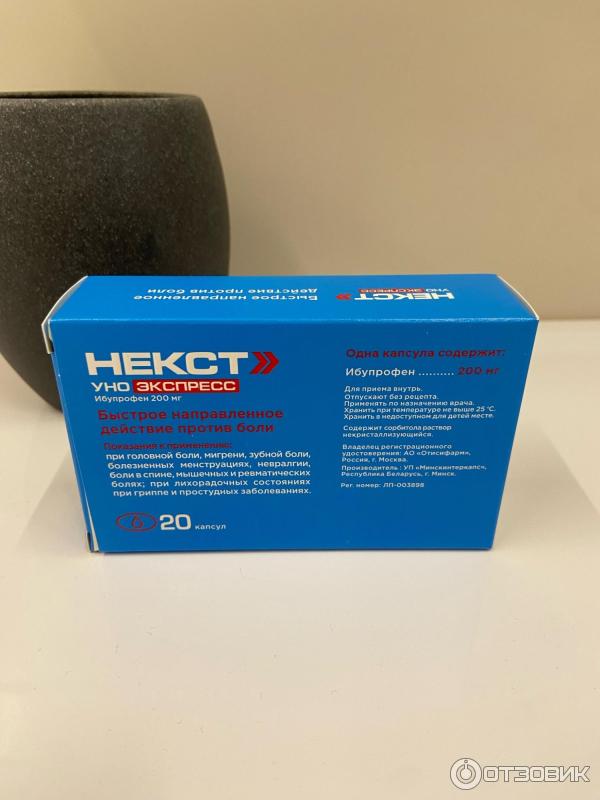 Быстрое направленное
действие против боли
НЕКСТ
УНО ЭКСПРЕСС
НЕКСТ
УНО ЭКСПРЕСС
Ибупрофен 200 мг
Быстрое направленное
действие против боли
Показания к применению:
при головной боли, мигрени, зубной боли,
болезненных менструациях, невралгии,
боли в спине, мышечных и ревматических
болях; при лихорадочных состояниях
при гриппе и простудных заболеваниях.
20 капсул
Одна капсула содержит:
Ибупрофен .......... 200 мг
Для приема внутрь.
Отпускают без рецепта.
Применять по назначению врача.
Хранить при температуре не выше 25 °C.
Хранить в недоступном для детей месте.
Содержит сорбитола раствор
некристаллизующийся.
Владелец регистрационного
удостоверения: АО «Отисифарм»,
Россия, г. Москва.
Производитель : УП «Минскинтеркапс»,
Республика Беларусь, г. Минск.
Рег. номер: ЛП-003898
ОТЗОВИК